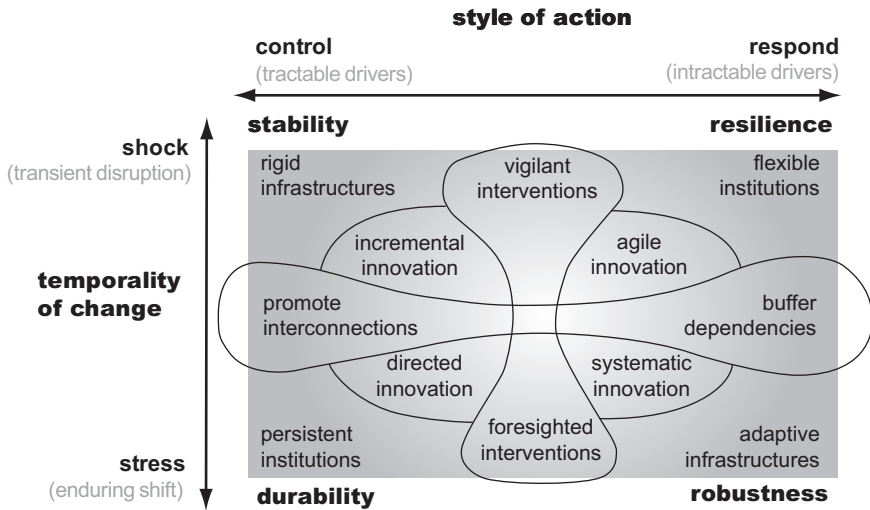 style of action
control
(tractable drivers)
respond
(intractable drivers)
stability
resilience
shock
(transient disruption)
rigid
infrastructures
vigilant
interventions
flexible
institutions
incremental
innovation
agile
innovation
temporality
of change
promote
interconnections
buffer
dependencies
directed
innovation
systematic
innovation
persistent
institutions
foresighted
interventions
adaptive
infrastructures
stress
(enduring shift)
durability
robustness